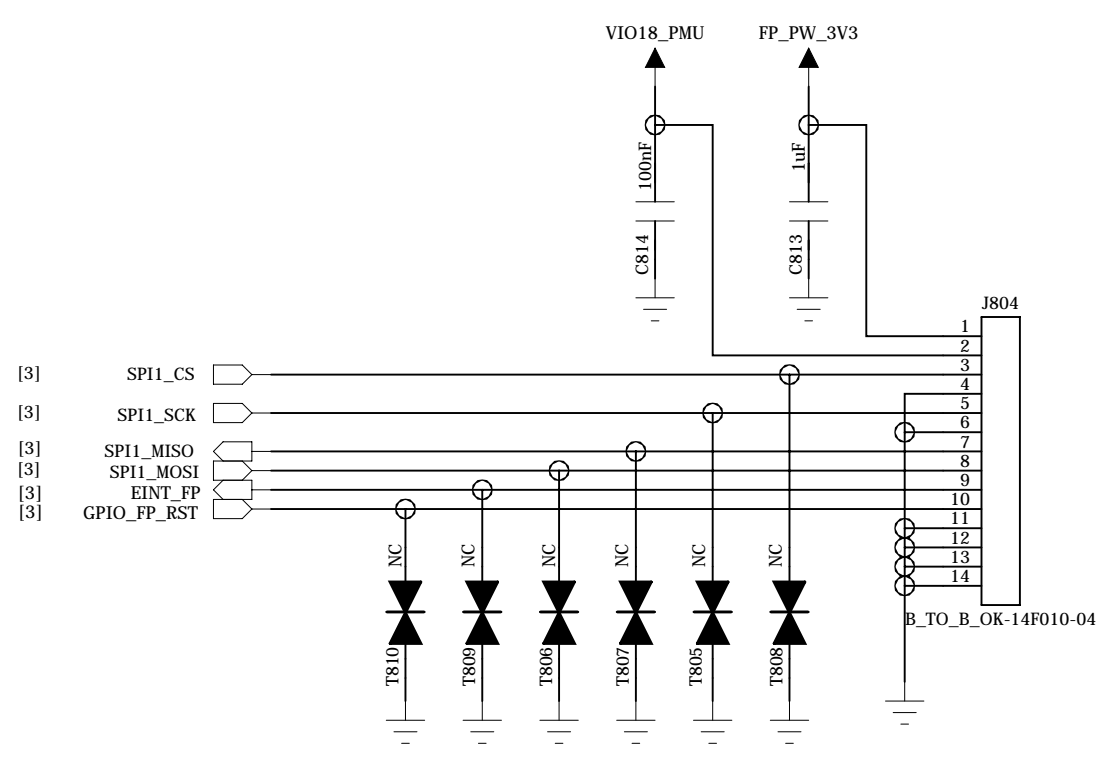 VIO18_PMU FP_PW_3V3
100nF
1uF
C814
C813
J804
1
2
[3] SPI1_CS 3
4
[3] SPI1_SCK 5
6
[3] SPI1_MISO 7
[3] SPI1_MOSI 8
[3] EINT_FP 9
[3] GPIO_FP_RST 10
11
12
13
14
NC NC NC NC NC NC
B_TO_B_OK-14F010-04
T810 T809 T806 T807 T805 T808